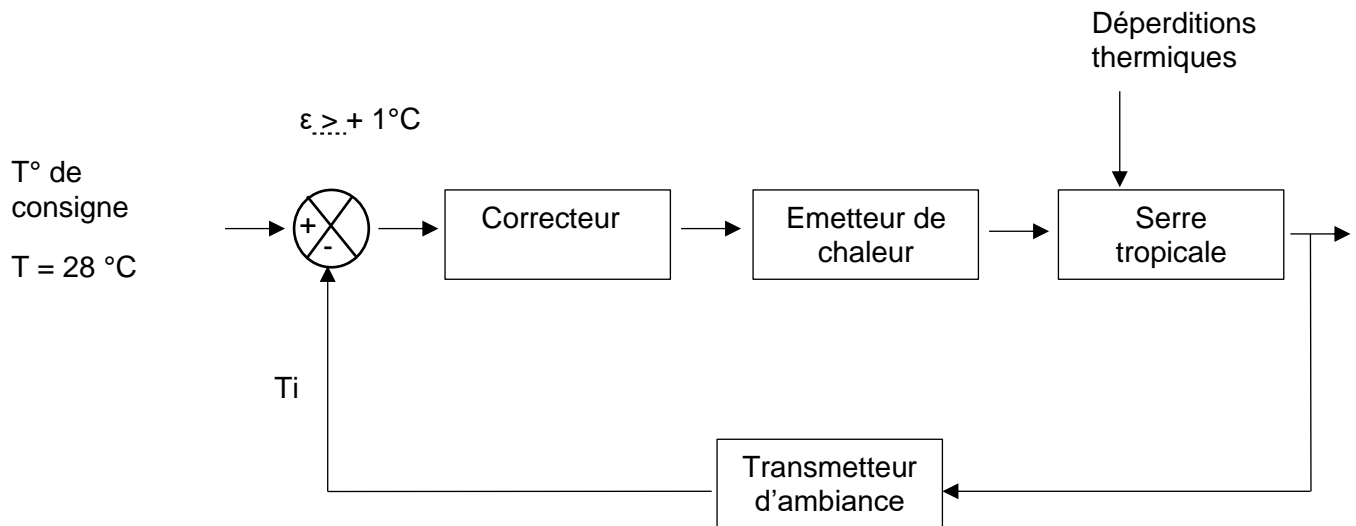 Déperditions
thermiques
ε > + 1°C
T° de
consigne
T = 28 °C
+
-
Correcteur
Emetteur de
chaleur
Serre
tropicale
Ti
Transmetteur
d'ambiance